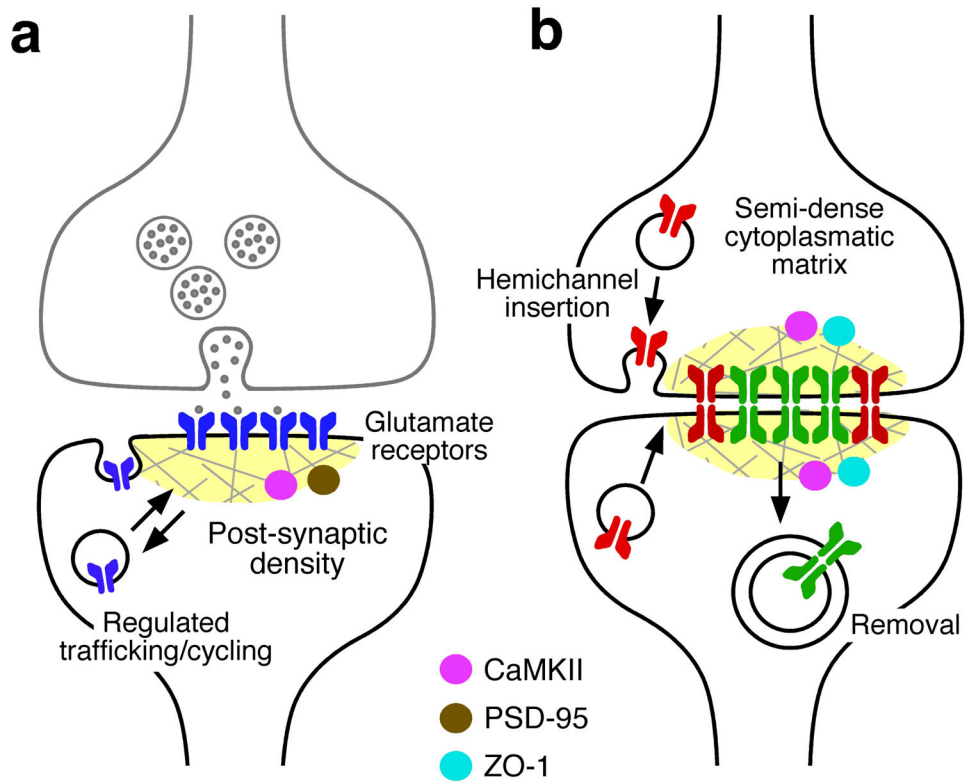 a
Glutamate
receptors
Post-synaptic
density
Regulated
trafficking/cycling
b
Semi-dense
cytoplasmatic
matrix
Hemichannel
insertion
Removal
CaMKII
PSD-95
ZO-1